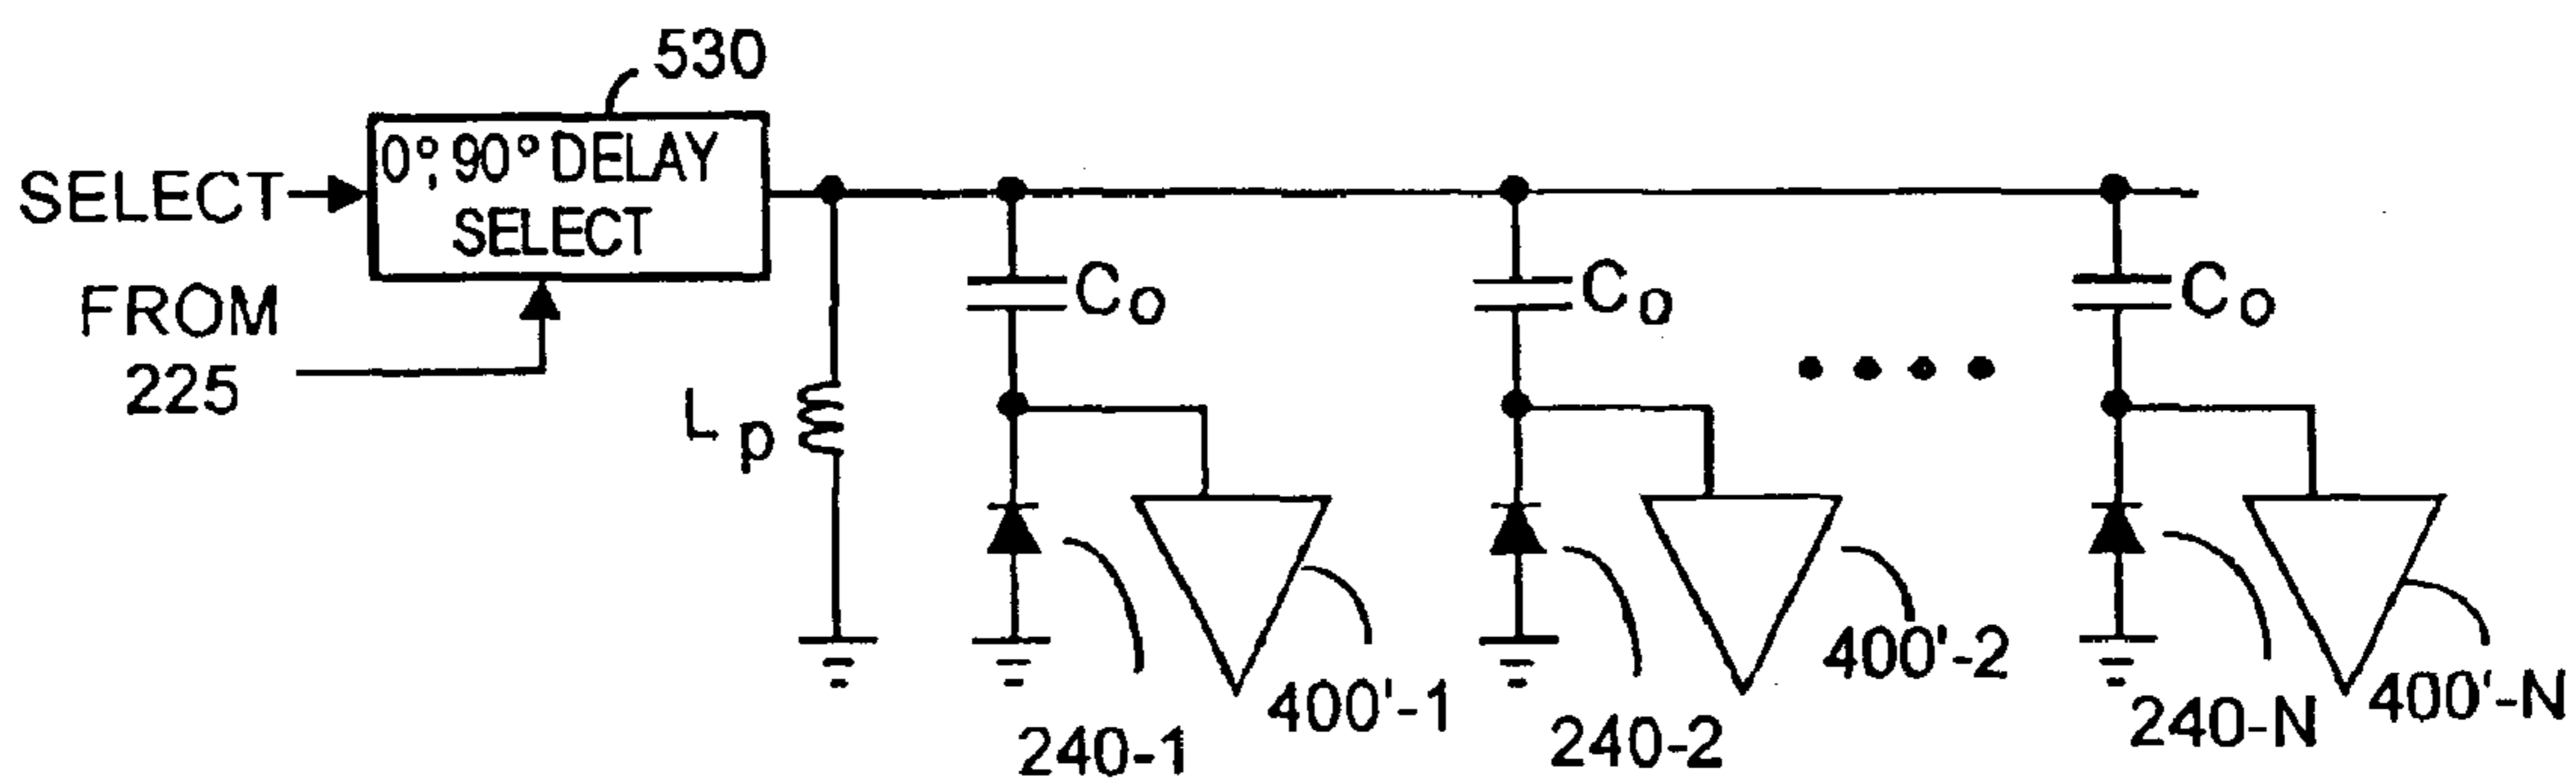 530
0°, 90° DELAY
SELECT
SELECT
FROM
225
Lp
Co
Co
Co
240-1
400'-1
240-2
400'-2
240-N
400'-N